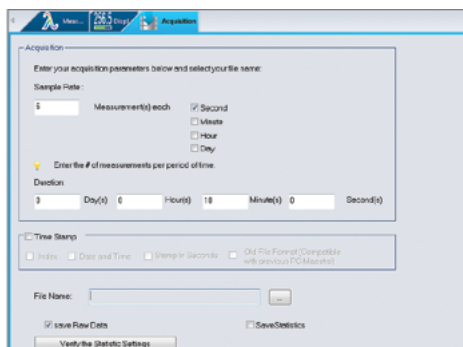 Meas... 256.5 Displ... Acquisition
Acquisition
Enter your acquisition parameters below and select your file name:
Sample Rate:
Measurement(s) each Second
Minute
Hour
Day
Enter the # of measurements per period of time.
Duration
Day(s) 0 Hour(s) 10 Minute(s) 0 Second(s)
Time Stamp
Index Date and Time Stamp in Seconds Old File Format (Compatible
with previous PC-Maestro)
File Name: ...
save Raw Data SaveStatistics
Verify the Statistic Settings